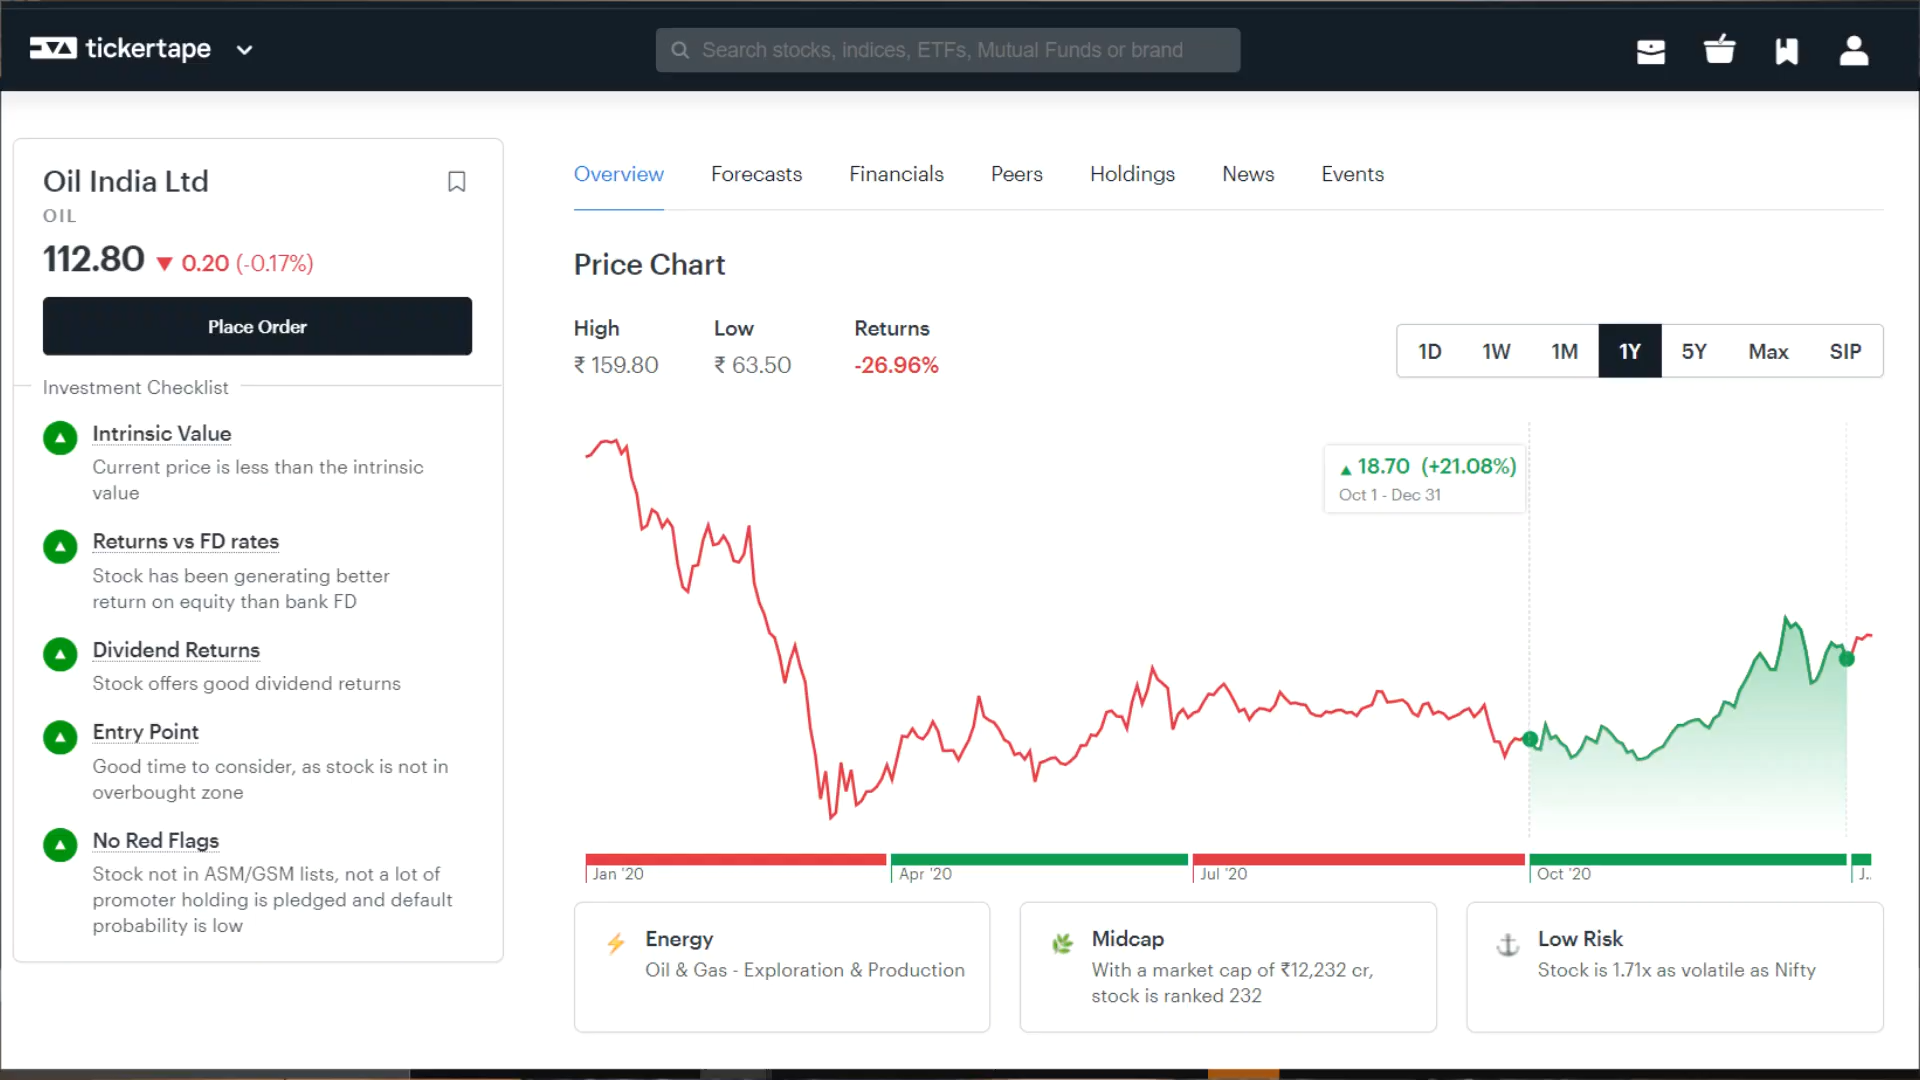 tickertape
Search stocks, indices, ETFs, Mutual Funds or brand
Oil India Ltd
OIL
112.80 ▼ 0.20 (-0.17%)
Place Order
Investment Checklist
Intrinsic Value
Current price is less than the intrinsic
value
Returns vs FD rates
Stock has been generating better
return on equity than bank FD
Dividend Returns
Stock offers good dividend returns
Entry Point
Good time to consider, as stock is not in
overbought zone
No Red Flags
Stock not in ASM/GSM lists, not a lot of
promoter holding is pledged and default
probability is low
Overview Forecasts Financials Peers Holdings News Events
Price Chart
High Low Returns
₹ 159.80 ₹ 63.50 -26.96%
1D 1W 1M 1Y 5Y Max SIP
▲ 18.70 (+21.08%)
Oct 1 - Dec 31
Jan '20 Apr '20 Jul '20 Oct '20 J..
Energy
Oil & Gas - Exploration & Production
Midcap
With a market cap of ₹12,232 cr,
stock is ranked 232
Low Risk
Stock is 1.71x as volatile as Nifty